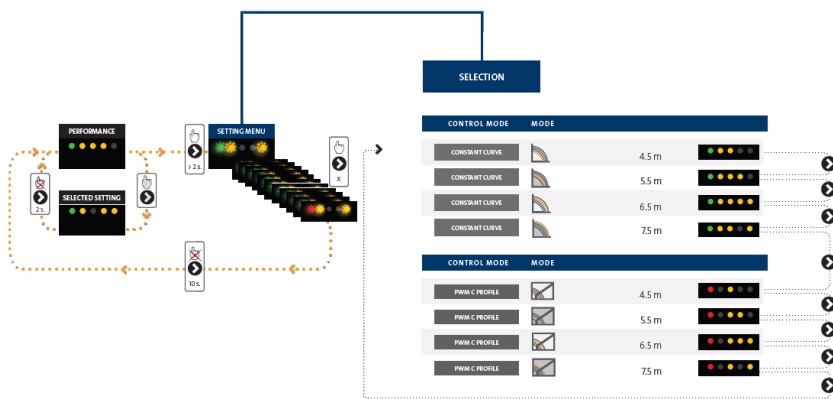 SELECTION
PERFORMANCE
SETTING MENU
> 2 s.
X
2 s.
SELECTED SETTING
10 s.
CONTROL MODE MODE
CONSTANT CURVE 4.5 m
CONSTANT CURVE 5.5 m
CONSTANT CURVE 6.5 m
CONSTANT CURVE 7.5 m
CONTROL MODE MODE
PWM C PROFILE 4.5 m
PWM C PROFILE 5.5 m
PWM C PROFILE 6.5 m
PWM C PROFILE 7.5 m